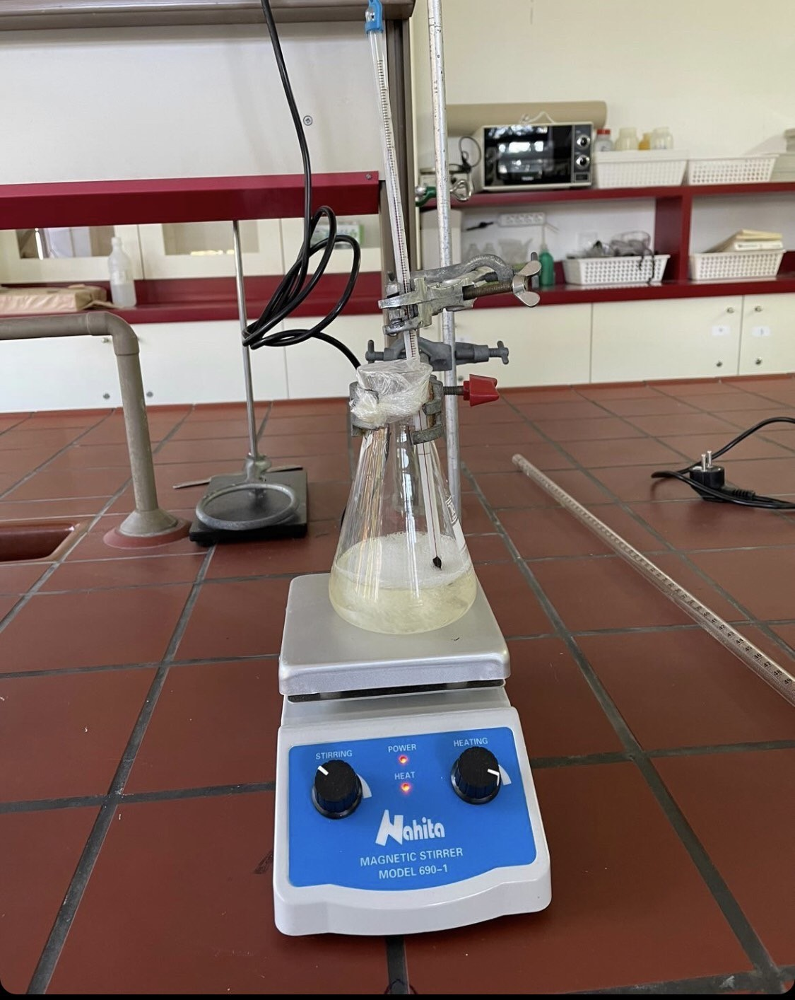 STIRRING
POWER
HEATING
HEAT
Nahita
MAGNETIC STIRRER
MODEL 690-1